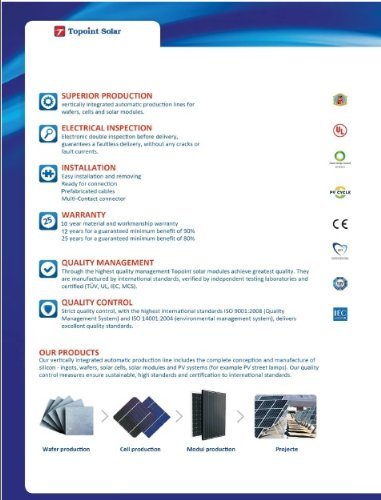 Topoint Solar
SUPERIOR PRODUCTION
vertically integrated automatic production lines for
wafers, cells and solar modules.
ELECTRICAL INSPECTION
Electronic double inspection before delivery,
guarantees a faultless delivery, without any cracks or
fault currents.
INSTALLATION
Easy installation and removing
Ready for connection
Prefabricated cables
Multi-Contact connector
25
WARRANTY
10 year material and workmanship warranty
12 years for a guaranteed minimum benefit of 90%
25 years for a guaranteed minimum benefit of 80%
QUALITY MANAGEMENT
Through the highest quality management Topoint solar modules achieve greatest quality. They
are manufactured by international standards, verified by independent testing laboratories and
certified (TÜV, UL, IEC, MCS).
QUALITY CONTROL
Strict quality control, with the highest international standards ISO 9001:2008 (Quality
Management System) and ISO 14001:2004 (environmental management system), delivers
excellent quality standards.
UL
PV CYCLE
CE
IEC
OUR PRODUCTS
Our vertically integrated automatic production line includes the complete conception and manufacture of
silicon - ingots, wafers, solar cells, solar modules and PV systems (for example PV street lamps). Our quality
control measures ensure sustainable, high standards and certification to international standards.
Wafer production
Cell production
Modul production
Projecte